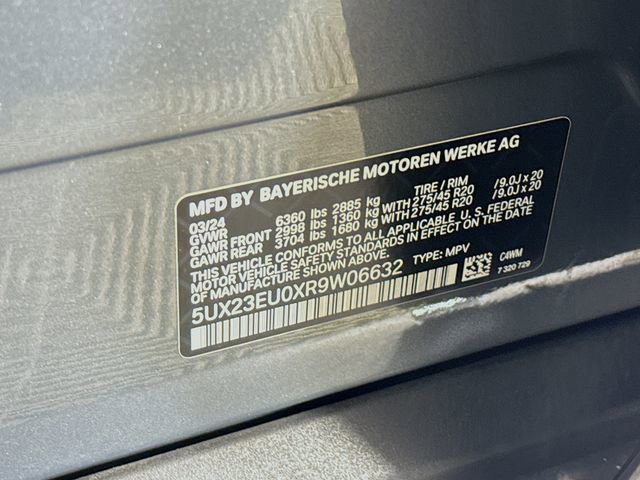 MFD BY BAYERISCHE MOTOREN WERKE AG
03/24 TIRE / RIM
GVWR 6360 lbs 2885 kg
GAWR FRONT 2998 lbs 1360 kg WITH 275/45 R20 /9.0J x 20
GAWR REAR 3704 lbs 1680 kg WITH 275/45 R20 /9.0J x 20
THIS VEHICLE CONFORMS TO ALL APPLICABLE U. S. FEDERAL
MOTOR VEHICLE SAFETY STANDARDS IN EFFECT ON THE DATE
OF MANUFACTURE SHOWN ABOVE. TYPE: MPV
5UX23EU0XR9W06632
C4WM
7 320 729